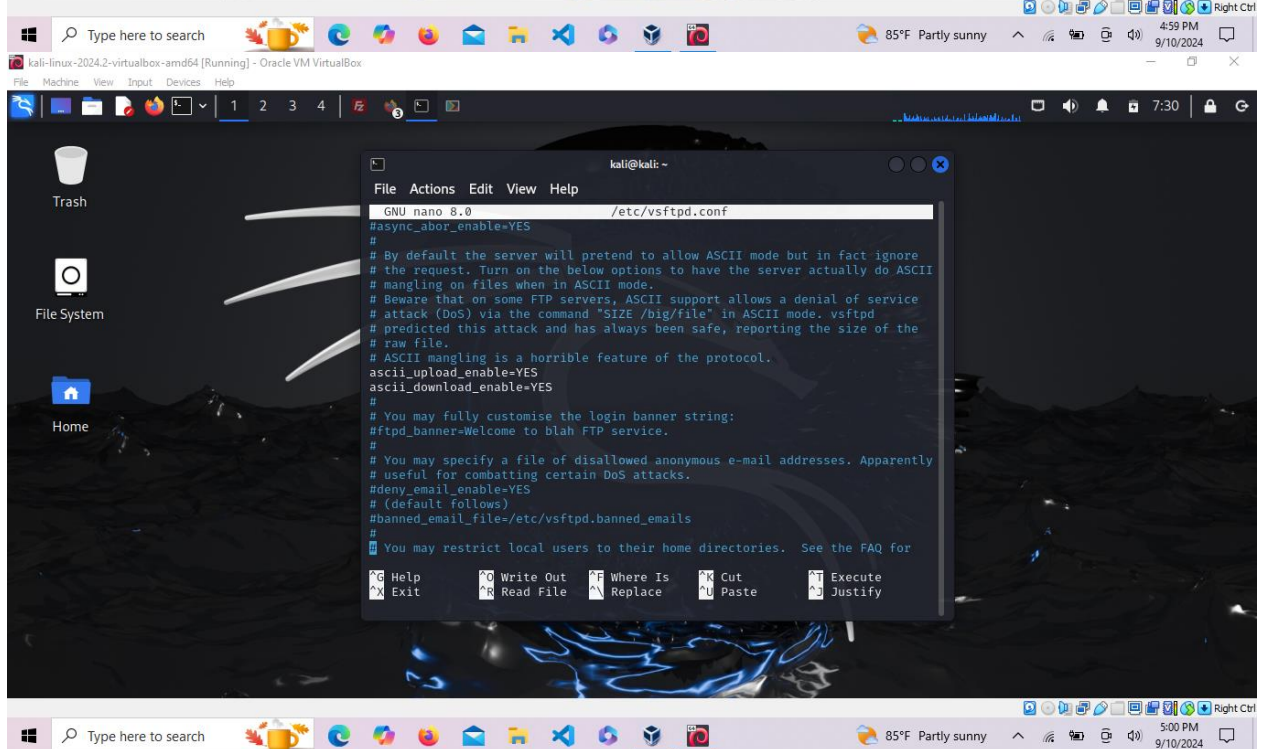 Right Ctrl
Type here to search
85°F Partly sunny
4:59 PM
9/10/2024
kali-linux-2024.2-virtualbox-amd64 [Running] - Oracle VM VirtualBox
File Machine View Input Devices Help
1 2 3 4
3
7:30
Trash
File System
Home
kali@kali: ~
File Actions Edit View Help
GNU nano 8.0 /etc/vsftpd.conf
#async_abor_enable=YES
#
# By default the server will pretend to allow ASCII mode but in fact ignore
# the request. Turn on the below options to have the server actually do ASCII
# mangling on files when in ASCII mode.
# Beware that on some FTP servers, ASCII support allows a denial of service
# attack (DoS) via the command "SIZE /big/file" in ASCII mode. vsftpd
# predicted this attack and has always been safe, reporting the size of the
# raw file.
# ASCII mangling is a horrible feature of the protocol.
ascii_upload_enable=YES
ascii_download_enable=YES
#
# You may fully customise the login banner string:
#ftpd_banner=Welcome to blah FTP service.
#
# You may specify a file of disallowed anonymous e-mail addresses. Apparently
# useful for combatting certain DoS attacks.
#deny_email_enable=YES
# (default follows)
#banned_email_file=/etc/vsftpd.banned_emails
#
# You may restrict local users to their home directories. See the FAQ for
^G Help ^O Write Out ^F Where Is ^K Cut ^T Execute
^X Exit ^R Read File ^\ Replace ^U Paste ^J Justify
Right Ctrl
Type here to search
85°F Partly sunny
5:00 PM
9/10/2024